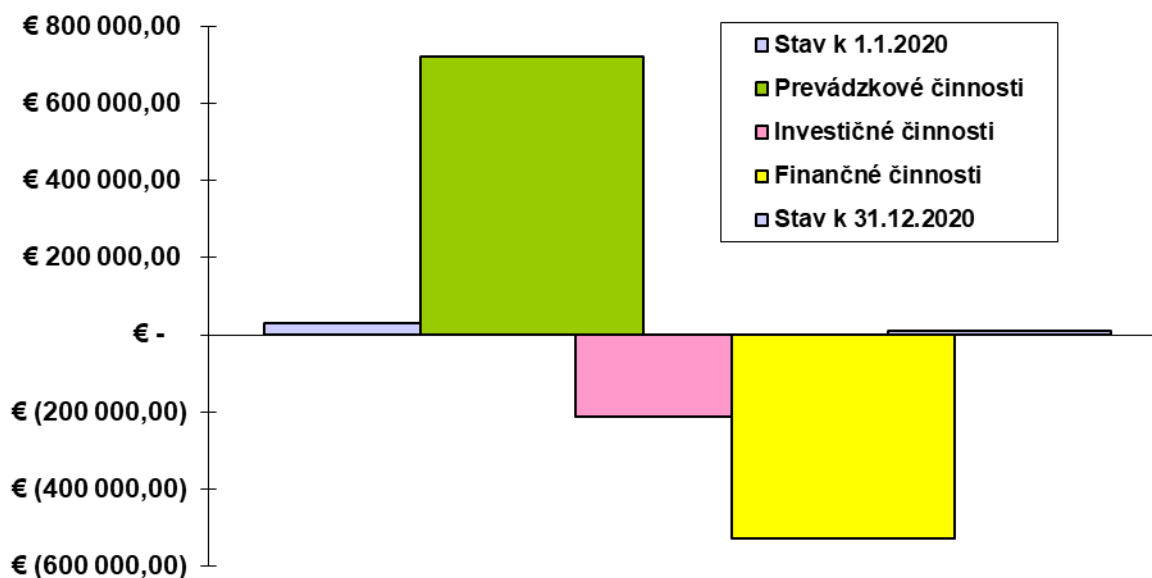 € 800 000,00
€ 600 000,00
€ 400 000,00
€ 200 000,00
€ -
€ (200 000,00)
€ (400 000,00)
€ (600 000,00)
Stav k 1.1.2020
Prevádzkové činnosti
Investičné činnosti
Finančné činnosti
Stav k 31.12.2020